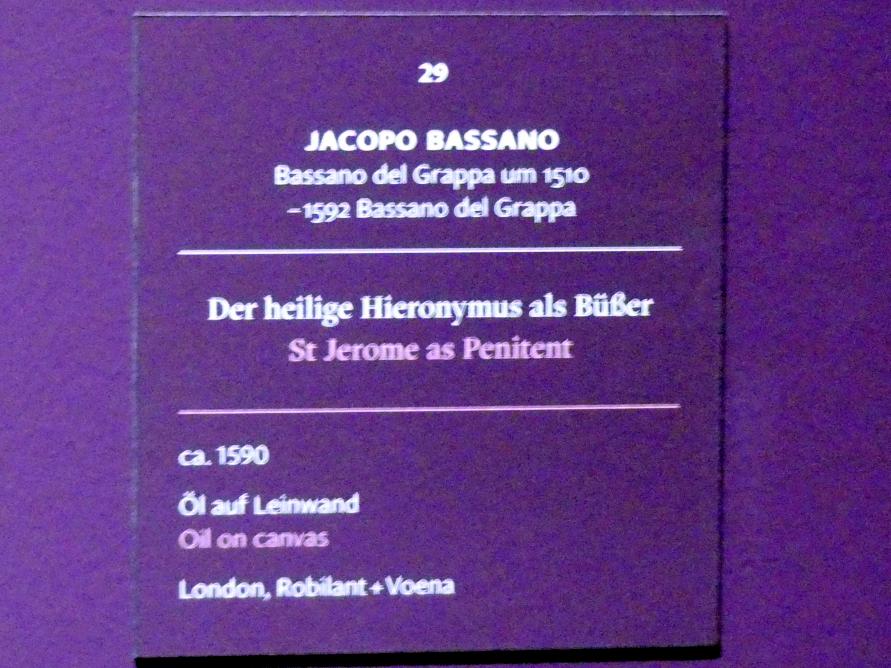 29
JACOPO BASSANO
Bassano del Grappa um 1510
–1592 Bassano del Grappa
Der heilige Hieronymus als Büßer
St Jerome as Penitent
ca. 1590
Öl auf Leinwand
Oil on canvas
London, Robilant+Voena